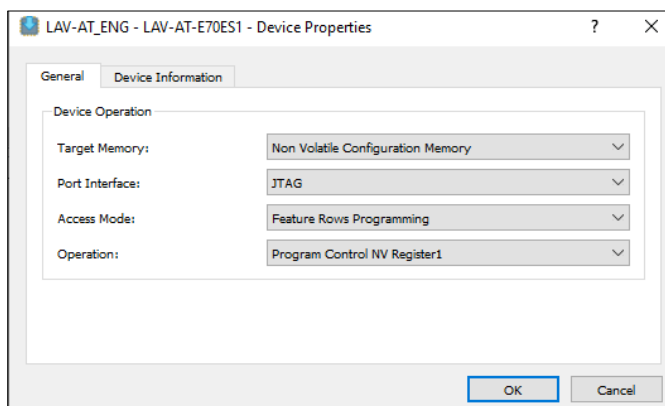 LAV-AT_ENG - LAV-AT-E70ES1 - Device Properties ?
General Device Information
Device Operation
Target Memory: Non Volatile Configuration Memory
Port Interface: JTAG
Access Mode: Feature Rows Programming
Operation: Program Control NV Register1
OK Cancel